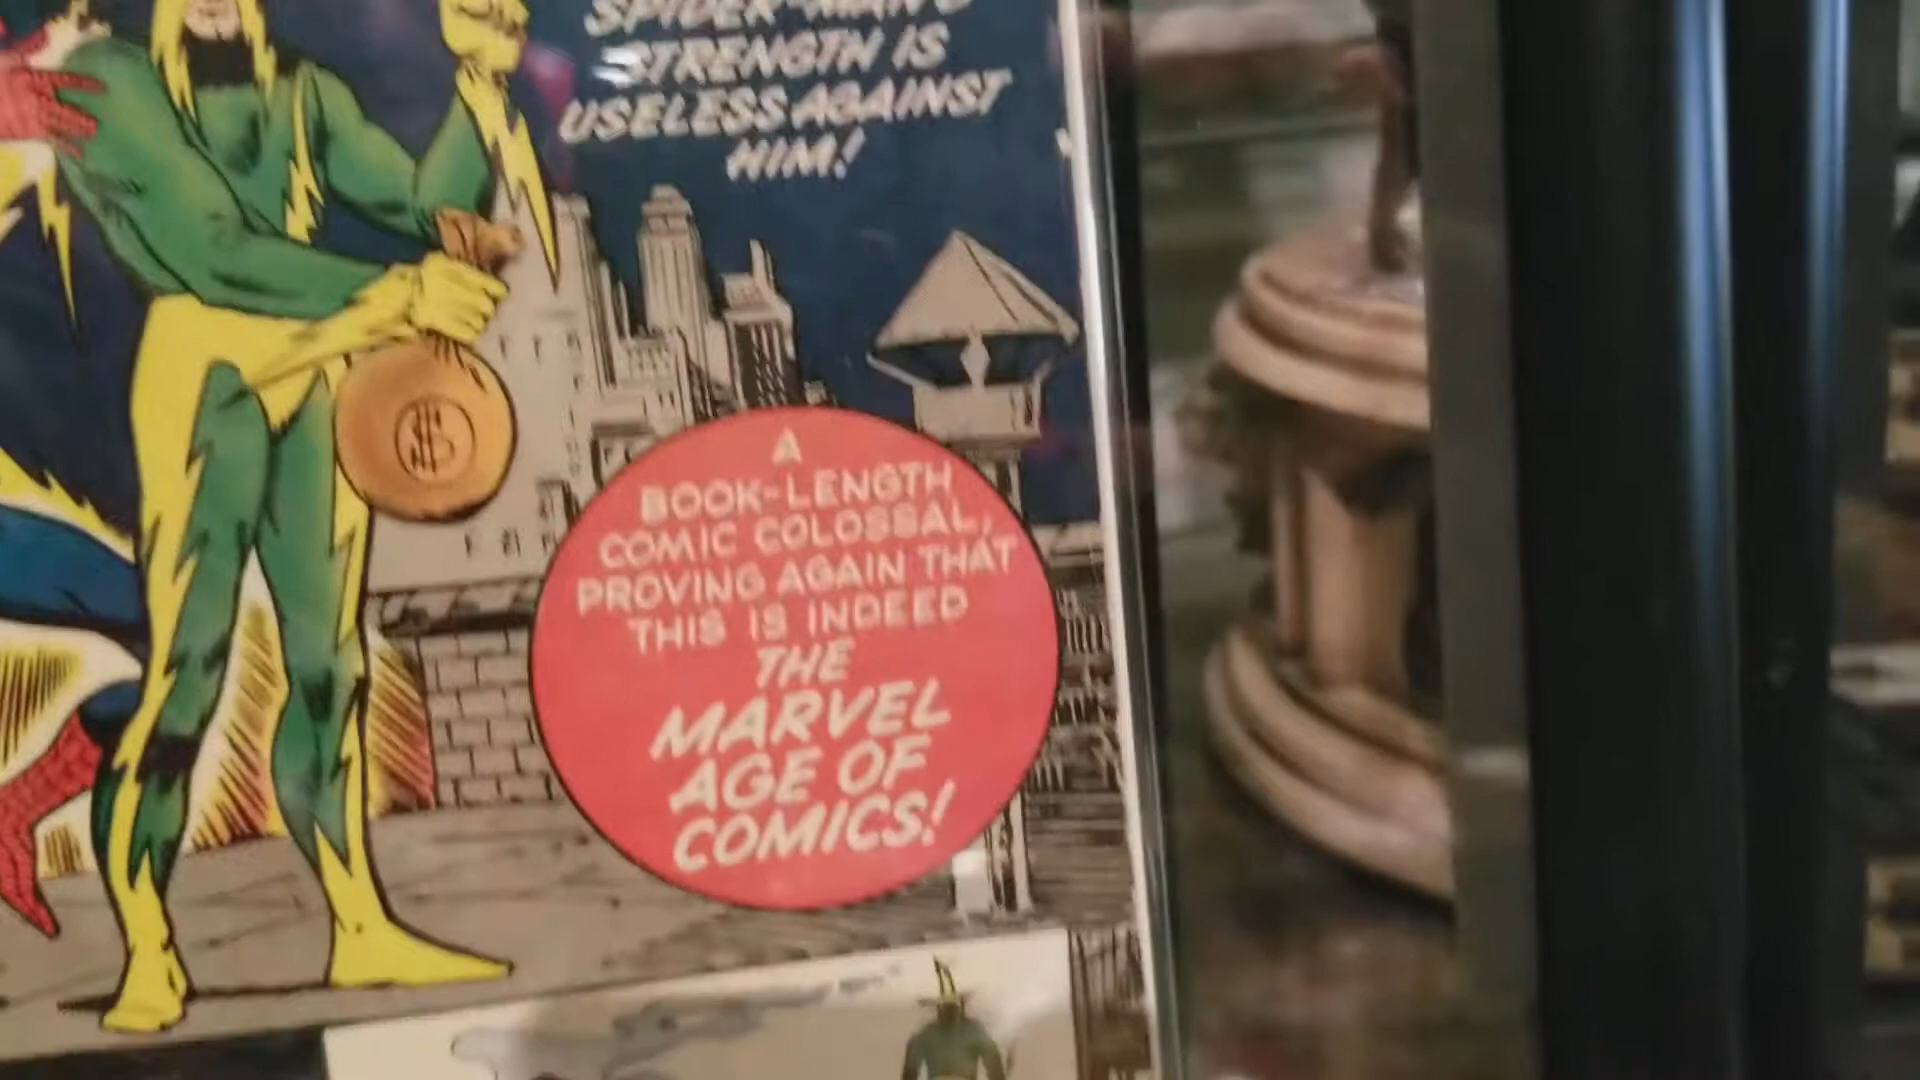 SPIDER-MAN'S
STRENGTH IS
USELESS AGAINST
HIM!
A
BOOK-LENGTH
COMIC COLOSSAL,
PROVING AGAIN THAT
THIS IS INDEED
THE
MARVEL
AGE OF
COMICS!
$